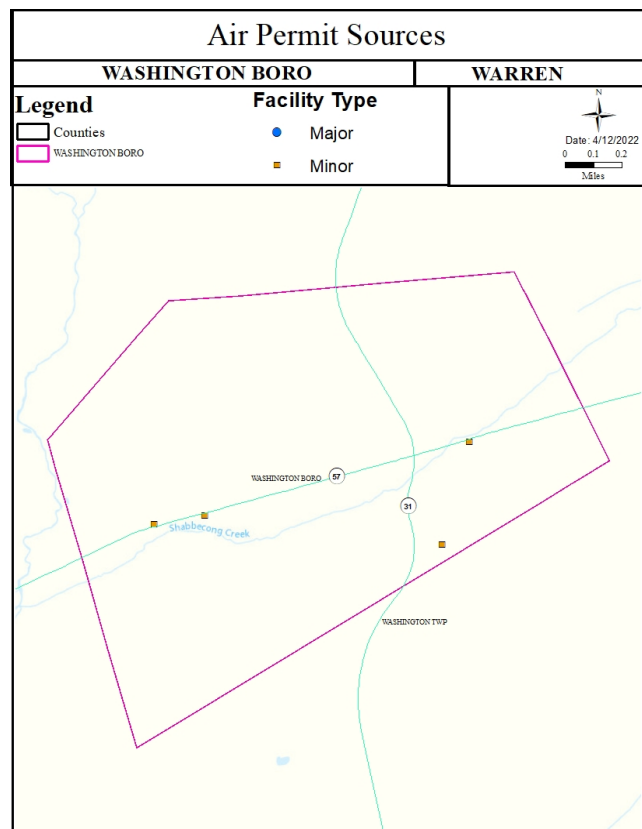 Air Permit Sources
WASHINGTON BORO
WARREN
Legend
Counties
WASHINGTON BORO
Facility Type
Major
Minor
N
Date: 4/12/2022
0 0.1 0.2
Miles
WASHINGTON BORO
57
31
Shabbecong Creek
WASHINGTON TWP